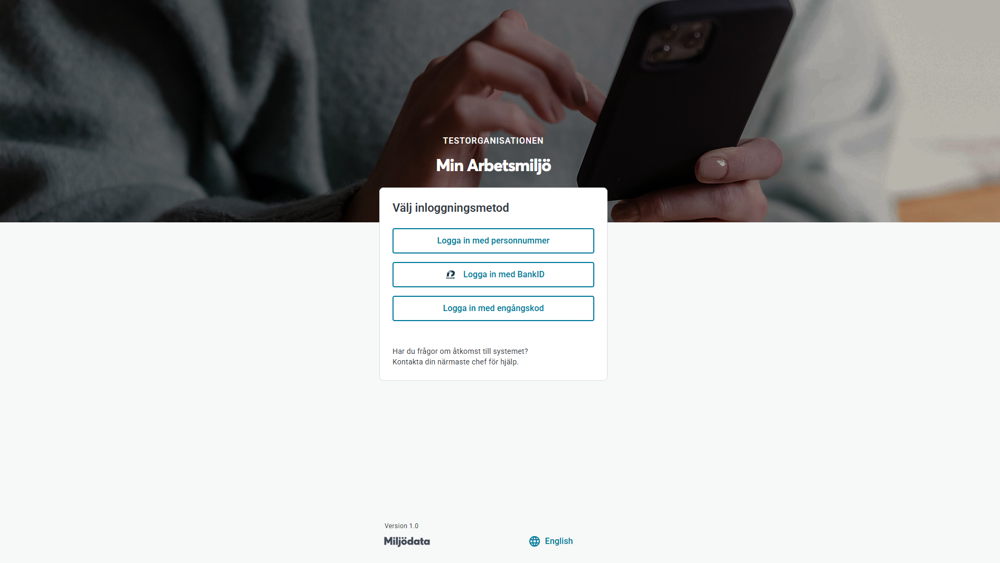 TESTORGANISATIONEN
Min Arbetsmiljö
Välj inloggningsmetod
Logga in med personnummer
Logga in med BankID
Logga in med engångskod
Har du frågor om åtkomst till systemet?
Kontakta din närmaste chef för hjälp.
Version 1.0
Miljödata
English